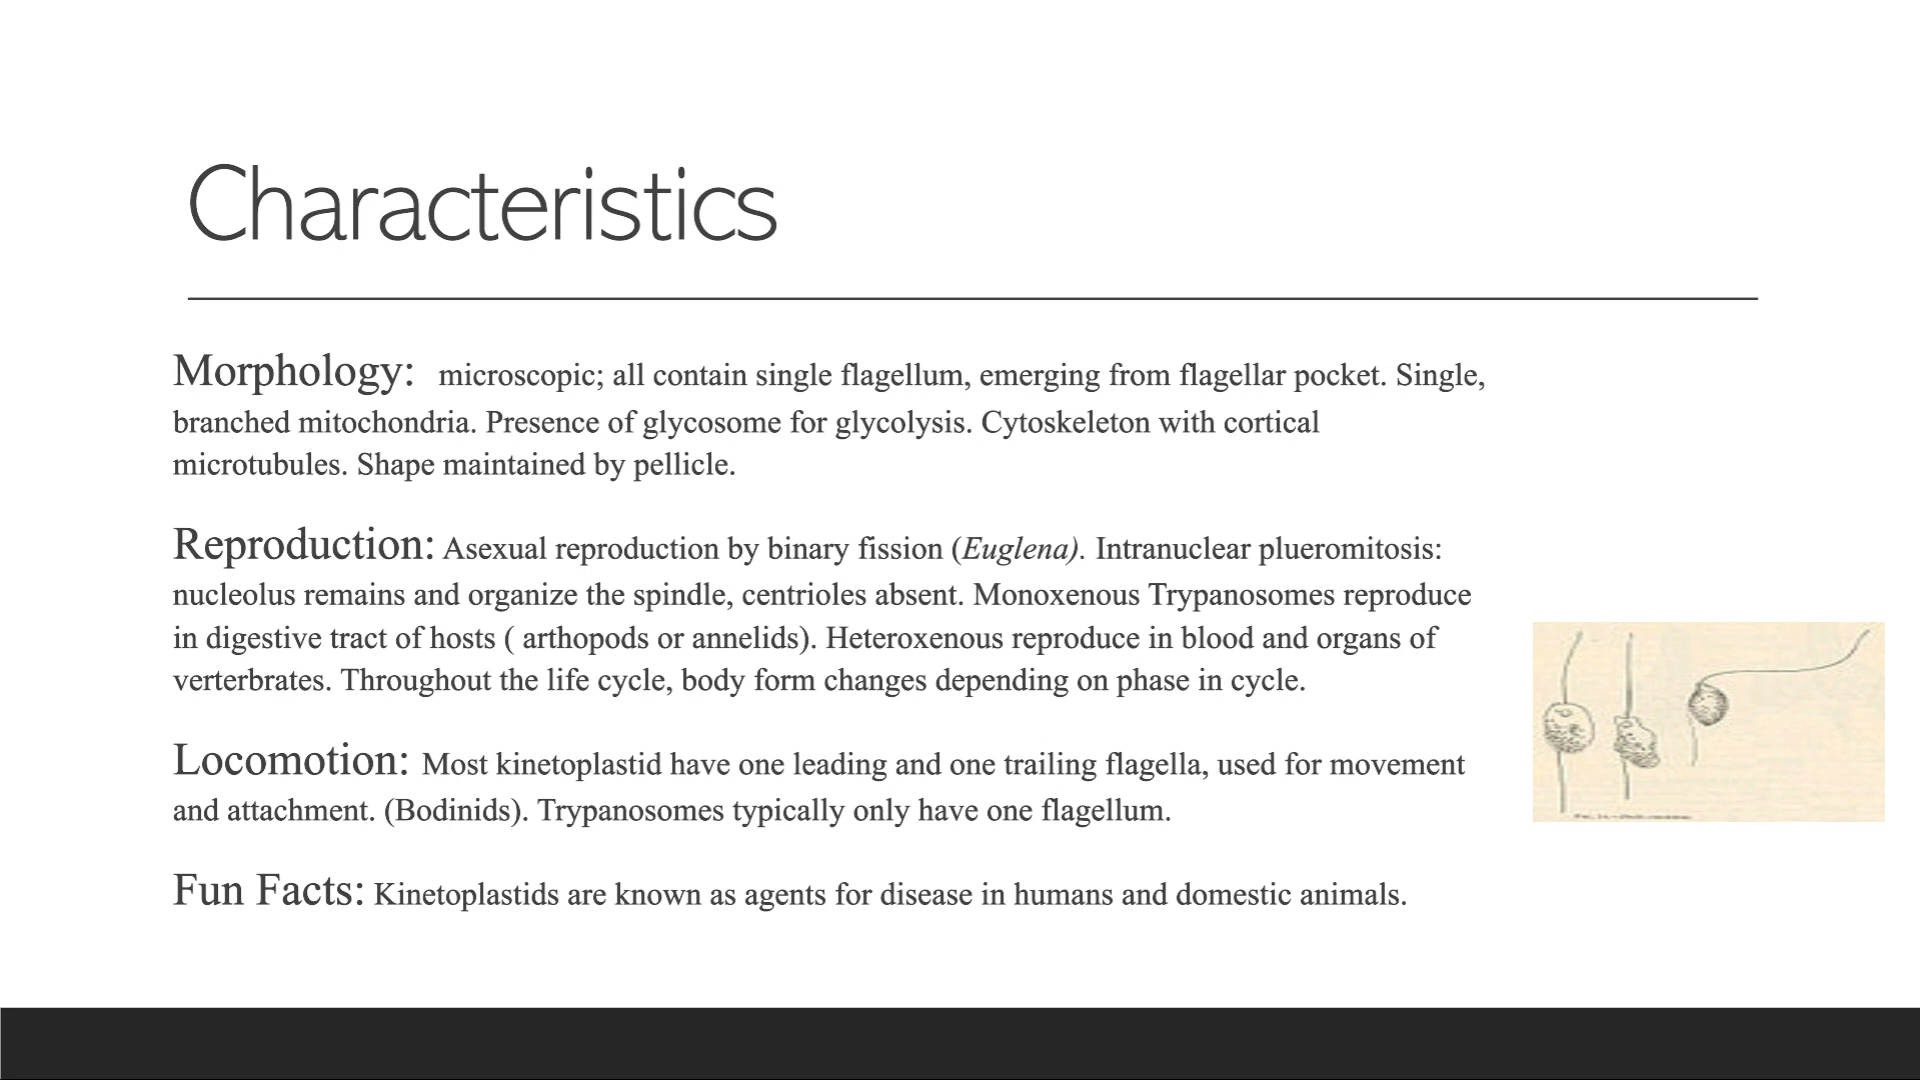 Characteristics
Morphology: microscopic; all contain single flagellum, emerging from flagellar pocket. Single,
branched mitochondria. Presence of glycosome for glycolysis. Cytoskeleton with cortical
microtubules. Shape maintained by pellicle.
Reproduction: Asexual reproduction by binary fission (Euglena). Intranuclear plueromitosis:
nucleolus remains and organize the spindle, centrioles absent. Monoxenous Trypanosomes reproduce
in digestive tract of hosts ( arthopods or annelids). Heteroxenous reproduce in blood and organs of
verterbrates. Throughout the life cycle, body form changes depending on phase in cycle.
Locomotion: Most kinetoplastid have one leading and one trailing flagella, used for movement
and attachment. (Bodinids). Trypanosomes typically only have one flagellum.
Fun Facts: Kinetoplastids are known as agents for disease in humans and domestic animals.